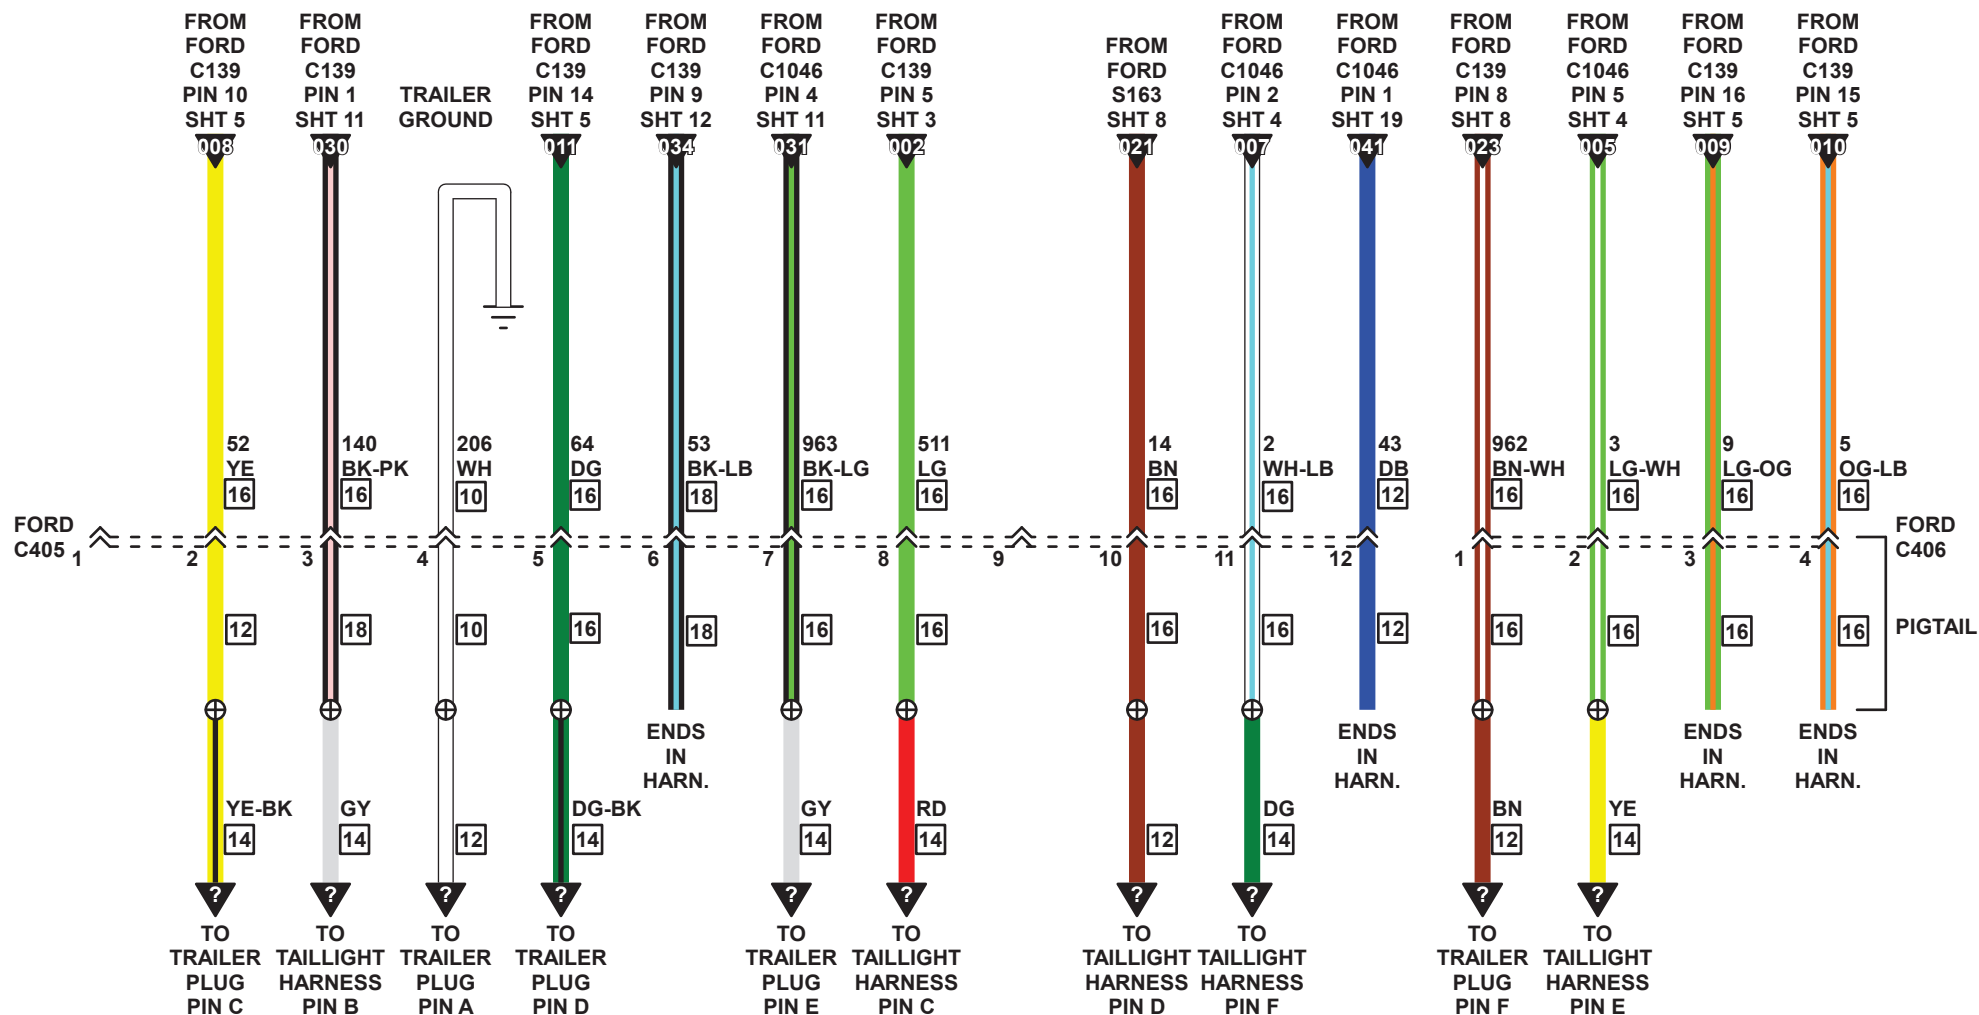 FROM
FORD
C139
PIN 10
SHT 5
008
FROM
FORD
C139
PIN 1
SHT 11
030
TRAILER
GROUND
FROM
FORD
C139
PIN 14
SHT 5
011
FROM
FORD
C139
PIN 9
SHT 12
034
FROM
FORD
C1046
PIN 4
SHT 11
031
FROM
FORD
C139
PIN 5
SHT 3
002
FROM
FORD
S163
SHT 8
021
FROM
FORD
C1046
PIN 2
SHT 4
007
FROM
FORD
C1046
PIN 1
SHT 19
041
FROM
FORD
C139
PIN 8
SHT 8
023
FROM
FORD
C1046
PIN 5
SHT 4
005
FROM
FORD
C139
PIN 16
SHT 5
009
FROM
FORD
C139
PIN 15
SHT 5
010
52
YE
16
140
BK-PK
16
206
WH
10
64
DG
16
53
BK-LB
18
963
BK-LG
16
511
LG
16
14
BN
16
2
WH-LB
16
43
DB
12
962
BN-WH
16
3
LG-WH
16
9
LG-OG
16
5
OG-LB
16
FORD
C405
1 2 3 4 5 6 7 8 9 10 11 12 1 2 3 4
FORD
C406
12 18 10 16 18 16 16 16 16 12 16 16 16 16
PIGTAIL
ENDS
IN
HARN.
ENDS
IN
HARN.
ENDS
IN
HARN.
ENDS
IN
HARN.
YE-BK
14
GY
14
12
DG-BK
14
GY
14
RD
14
12
DG
14
BN
12
YE
14
? ? ? ? ? ? ? ? ? ?
TO
TRAILER
PLUG
PIN C
TO
TAILLIGHT
HARNESS
PIN B
TO
TRAILER
PLUG
PIN A
TO
TRAILER
PLUG
PIN D
TO
TRAILER
PLUG
PIN E
TO
TAILLIGHT
HARNESS
PIN C
TO
TAILLIGHT
HARNESS
PIN D
TO
TAILLIGHT
HARNESS
PIN F
TO
TRAILER
PLUG
PIN F
TO
TAILLIGHT
HARNESS
PIN E